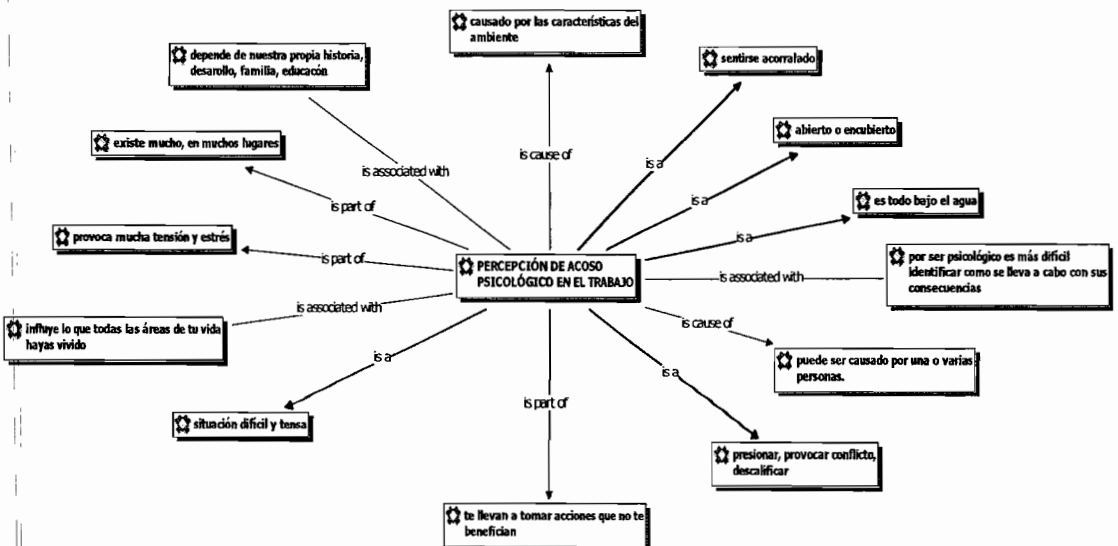 causado por las características del
ambiente
depende de nuestra propia historia,
desarollo, familia, educacón
sentirse acorralado
existe mucho, en muchos lugares
abierto o encubierto
is cause of
is a
is associated with
is part of
is a
es todo bajo el agua
is a
provoca mucha tensión y estrés
is part of
PERCEPCIÓN DE ACOSO
PSICOLÓGICO EN EL TRABAJO
is associated with
por ser psicológico es más difícil
identificar como se lleva a cabo con sus
consecuencias
is associated with
influye lo que todas las áreas de tu vida
hayas vivido
is cause of
is a
is a
puede ser causado por una o varias
personas.
is part of
situación difícil y tensa
presionar, provocar conflicto,
descalificar
te llevan a tomar acciones que no te
benefician